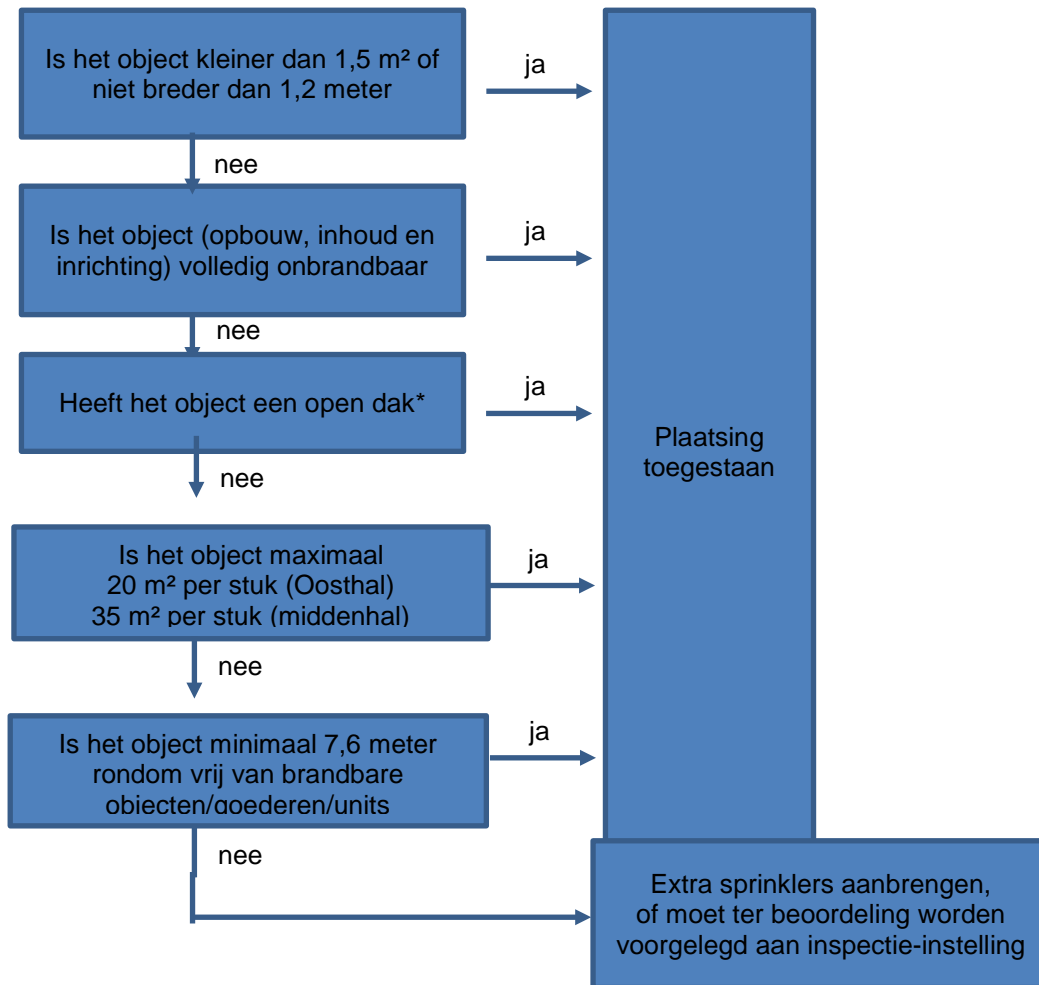 Is het object kleiner dan 1,5 m² of
niet breder dan 1,2 meter
ja
nee
Is het object (opbouw, inhoud en
inrichting) volledig onbrandbaar
ja
nee
Heeft het object een open dak*
ja
nee
Plaatsing
toegestaan
Is het object maximaal
20 m² per stuk (Oosthal)
35 m² per stuk (middenhal)
ja
nee
Is het object minimaal 7,6 meter
rondom vrij van brandbare
objecten/goederen/units
ja
nee
Extra sprinklers aanbrengen,
of moet ter beoordeling worden
voorgelegd aan inspectie-instelling